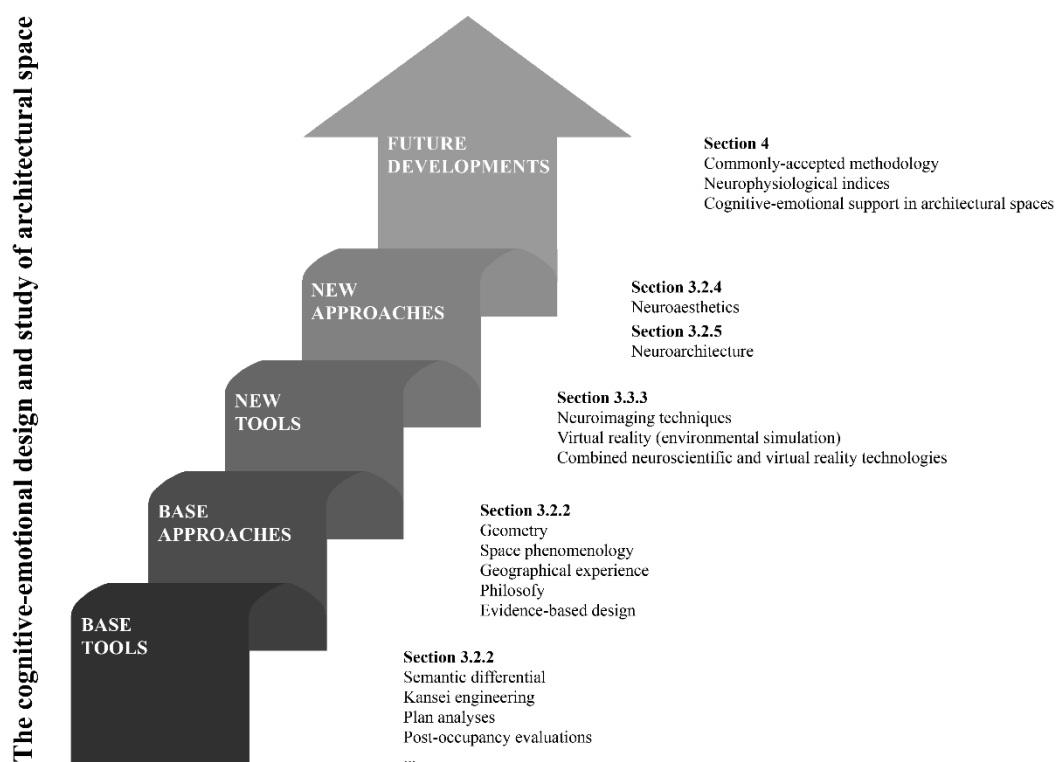 The cognitive-emotional design and study of architectural space
FUTURE
DEVELOPMENTS
Section 4
Commonly-accepted methodology
Neurophysiological indices
Cognitive-emotional support in architectural spaces
NEW
APPROACHES
Section 3.2.4
Neuroaesthetics
Section 3.2.5
Neuroarchitecture
NEW
TOOLS
Section 3.3.3
Neuroimaging techniques
Virtual reality (environmental simulation)
Combined neuroscientific and virtual reality technologies
BASE
APPROACHES
Section 3.2.2
Geometry
Space phenomenology
Geographical experience
Philosofy
Evidence-based design
BASE
TOOLS
Section 3.2.2
Semantic differential
Kansei engineering
Plan analyses
Post-occupancy evaluations
...